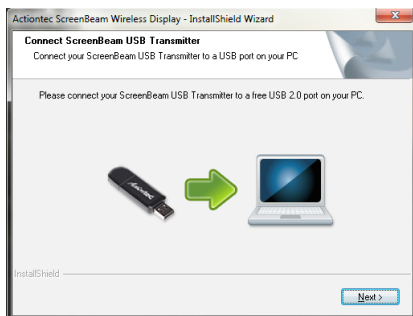 Actiontec ScreenBeam Wireless Display - InstallShield Wizard
Connect ScreenBeam USB Transmitter
Connect your ScreenBeam USB Transmitter to a USB port on your PC
Please connect your ScreenBeam USB Transmitter to a free USB 2.0 port on your PC.
Actiontec
InstallShield
Next >